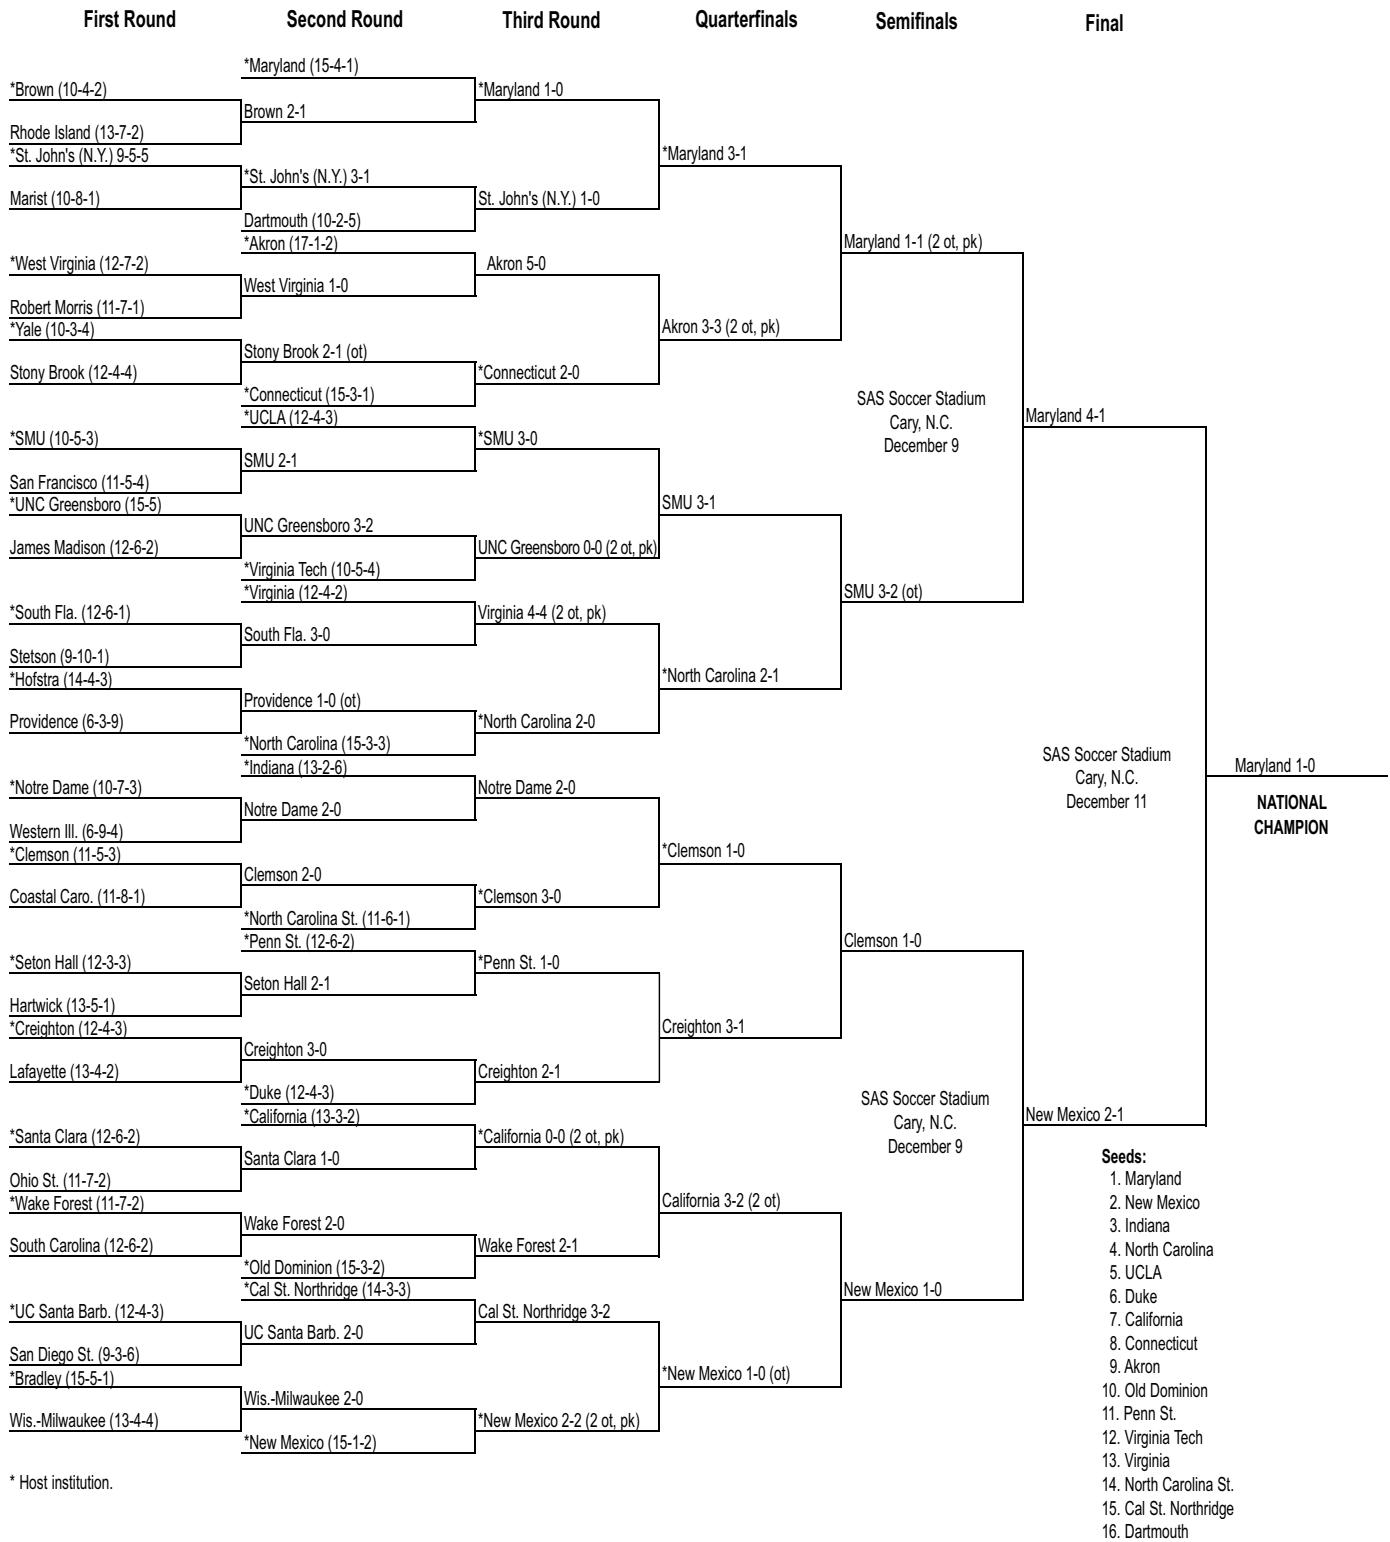 First Round
Second Round
Third Round
Quarterfinals
Semifinals
Final
*Brown (10-4-2)
Rhode Island (13-7-2)
*St. John's (N.Y.) 9-5-5
Marist (10-8-1)
*West Virginia (12-7-2)
Robert Morris (11-7-1)
*Yale (10-3-4)
Stony Brook (12-4-4)
*SMU (10-5-3)
San Francisco (11-5-4)
*UNC Greensboro (15-5)
James Madison (12-6-2)
*South Fla. (12-6-1)
Stetson (9-10-1)
*Hofstra (14-4-3)
Providence (6-3-9)
*Notre Dame (10-7-3)
Western Ill. (6-9-4)
*Clemson (11-5-3)
Coastal Caro. (11-8-1)
*Seton Hall (12-3-3)
Hartwick (13-5-1)
*Creighton (12-4-3)
Lafayette (13-4-2)
*Santa Clara (12-6-2)
Ohio St. (11-7-2)
*Wake Forest (11-7-2)
South Carolina (12-6-2)
*UC Santa Barb. (12-4-3)
San Diego St. (9-3-6)
*Bradley (15-5-1)
Wis.-Milwaukee (13-4-4)
* Host institution.
*Maryland (15-4-1)
Brown 2-1
*St. John's (N.Y.) 3-1
Dartmouth (10-2-5)
*Akron (17-1-2)
West Virginia 1-0
Stony Brook 2-1 (ot)
*Connecticut (15-3-1)
*UCLA (12-4-3)
SMU 2-1
UNC Greensboro 3-2
*Virginia Tech (10-5-4)
*Virginia (12-4-2)
South Fla. 3-0
Providence 1-0 (ot)
*North Carolina (15-3-3)
*Indiana (13-2-6)
Notre Dame 2-0
Clemson 2-0
*North Carolina St. (11-6-1)
*Penn St. (12-6-2)
Seton Hall 2-1
Creighton 3-0
*Duke (12-4-3)
*California (13-3-2)
Santa Clara 1-0
Wake Forest 2-0
*Old Dominion (15-3-2)
*Cal St. Northridge (14-3-3)
UC Santa Barb. 2-0
Wis.-Milwaukee 2-0
*New Mexico (15-1-2)
*Maryland 1-0
St. John's (N.Y.) 1-0
Akron 5-0
*Connecticut 2-0
*SMU 3-0
UNC Greensboro 0-0 (2 ot, pk)
Virginia 4-4 (2 ot, pk)
*North Carolina 2-0
Notre Dame 2-0
*Clemson 3-0
*Penn St. 1-0
Creighton 2-1
*California 0-0 (2 ot, pk)
Wake Forest 2-1
Cal St. Northridge 3-2
*New Mexico 2-2 (2 ot, pk)
*Maryland 3-1
Akron 3-3 (2 ot, pk)
SMU 3-1
*North Carolina 2-1
*Clemson 1-0
Creighton 3-1
California 3-2 (2 ot)
*New Mexico 1-0 (ot)
Maryland 1-1 (2 ot, pk)
SAS Soccer Stadium
Cary, N.C.
December 9
SMU 3-2 (ot)
Clemson 1-0
SAS Soccer Stadium
Cary, N.C.
December 9
New Mexico 1-0
Maryland 4-1
SAS Soccer Stadium
Cary, N.C.
December 11
New Mexico 2-1
Maryland 1-0
NATIONAL
CHAMPION
Seeds:
1. Maryland
2. New Mexico
3. Indiana
4. North Carolina
5. UCLA
6. Duke
7. California
8. Connecticut
9. Akron
10. Old Dominion
11. Penn St.
12. Virginia Tech
13. Virginia
14. North Carolina St.
15. Cal St. Northridge
16. Dartmouth